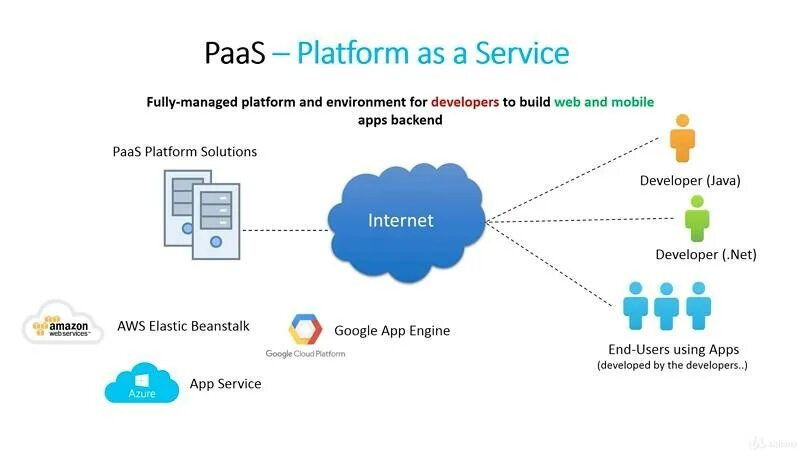 PaaS – Platform as a Service
Fully-managed platform and environment for developers to build web and mobile
apps backend
PaaS Platform Solutions
Internet
Developer (Java)
Developer (.Net)
End-Users using Apps
(developed by the developers..)
amazon
webservices™
AWS Elastic Beanstalk
Google Cloud Platform
Google App Engine
Azure
App Service